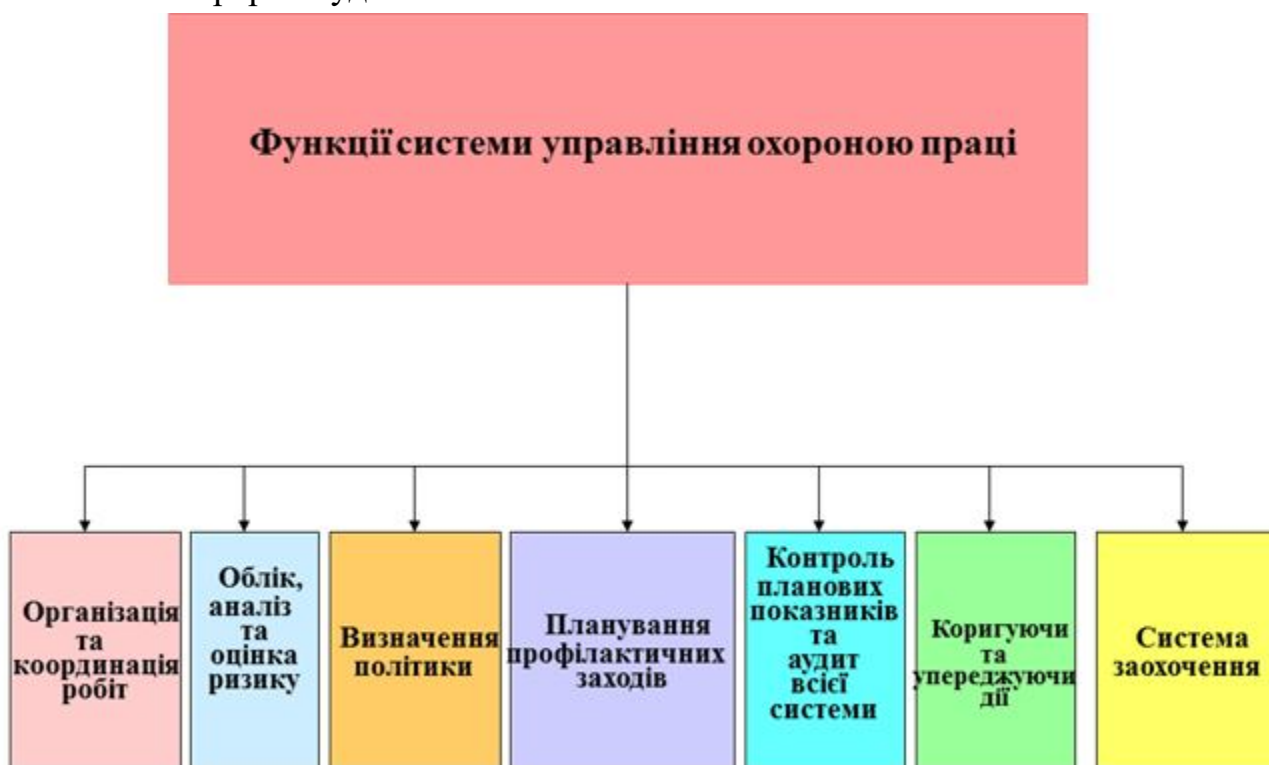 Функції системи управління охороною праці
Організація
та
координація
робіт
Облік,
аналіз
та
оцінка
ризику
Визначення
політики
Планування
профілактичних
заходів
Контроль
планових
показників
та
аудит
всієї
системи
Коригуючи
та
упереджуючи
дії
Система
заохочення